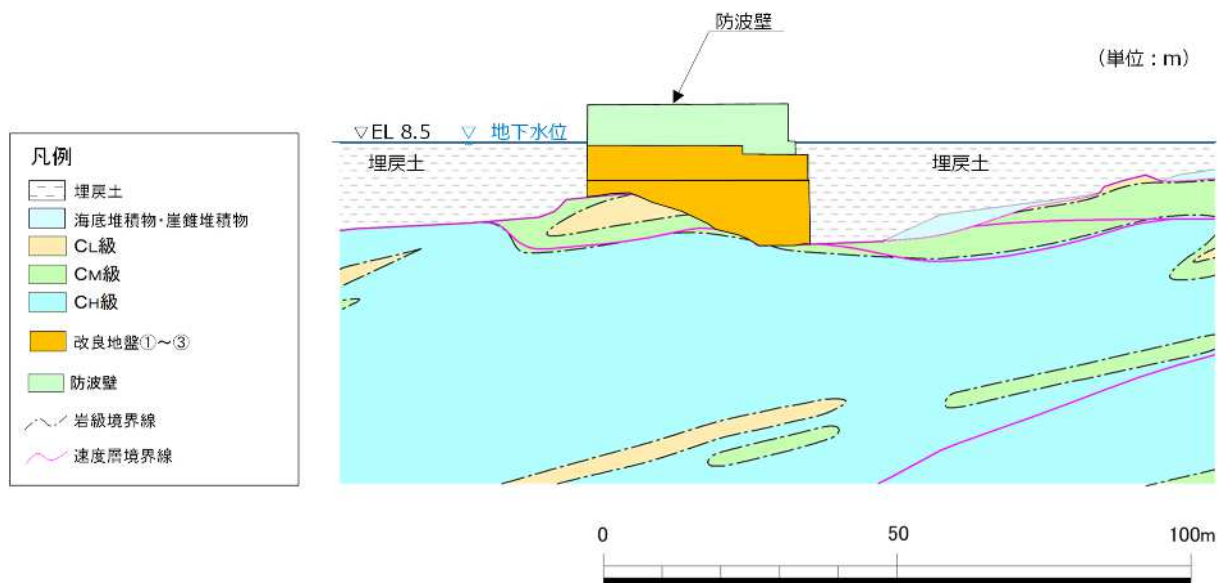 防波壁
（単位：m）
▽EL 8.5 ▽ 地下水位
埋戻土
埋戻土
凡例
埋戻土
海底堆積物・崖錐堆積物
CL級
CM級
CH級
改良地盤①～③
防波壁
岩級境界線
速度層境界線
0 50 100m